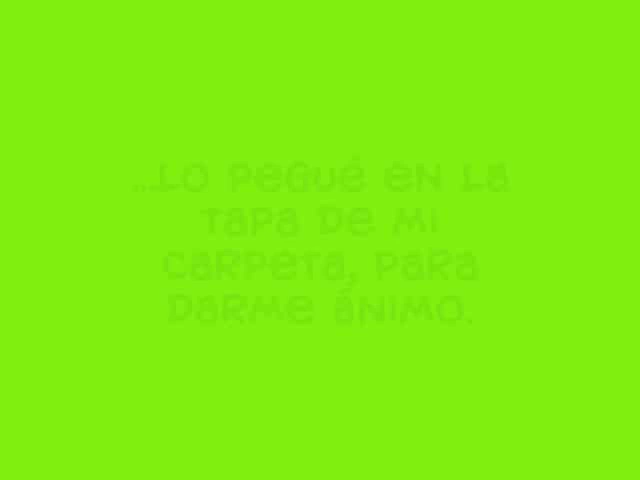 ...Lo pegué en la
tapa de mi
carpeta, para
darme ánimo.